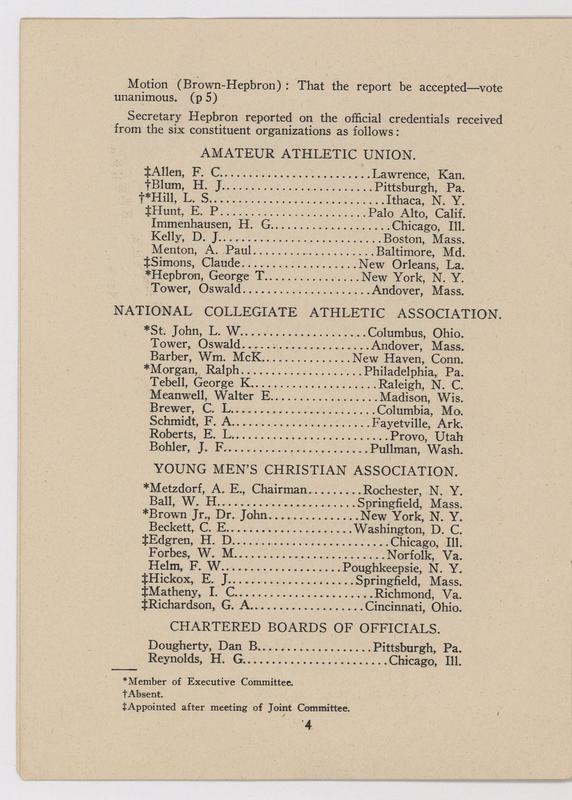 Motion (Brown-Hepbron): That the report be accepted—vote
unanimous. (p 5)
Secretary Hepbron reported on the official credentials received
from the six constituent organizations as follows:
AMATEUR ATHLETIC UNION.
‡Allen, F. C.......................Lawrence, Kan.
†Blum, H. J.......................Pittsburgh, Pa.
†*Hill, L. S..........................Ithaca, N. Y.
‡Hunt, E. P......................Palo Alto, Calif.
Immenhausen, H. G..................Chicago, Ill.
Kelly, D. J.........................Boston, Mass.
Menton, A. Paul...................Baltimore, Md.
‡Simons, Claude.................New Orleans, La.
*Hepbron, George T..............New York, N. Y.
Tower, Oswald...................Andover, Mass.
NATIONAL COLLEGIATE ATHLETIC ASSOCIATION.
*St. John, L. W...................Columbus, Ohio.
Tower, Oswald...................Andover, Mass.
Barber, Wm. McK.............New Haven, Conn.
*Morgan, Ralph..................Philadelphia, Pa.
Tebell, George K..................Raleigh, N. C.
Meanwell, Walter E................Madison, Wis.
Brewer, C. L......................Columbia, Mo.
Schmidt, F. A....................Fayetville, Ark.
Roberts, E. L........................Provo, Utah
Bohler, J. F......................Pullman, Wash.
YOUNG MEN'S CHRISTIAN ASSOCIATION.
*Metzdorf, A. E., Chairman........Rochester, N. Y.
Ball, W. H.....................Springfield, Mass.
*Brown Jr., Dr. John.............New York, N. Y.
Beckett, C. E...................Washington, D. C.
‡Edgren, H. D........................Chicago, Ill.
Forbes, W. M.......................Norfolk, Va.
Helm, F. W..................Poughkeepsie, N. Y.
‡Hickox, E. J...................Springfield, Mass.
‡Matheny, I. C.....................Richmond, Va.
‡Richardson, G. A.................Cincinnati, Ohio.
CHARTERED BOARDS OF OFFICIALS.
Dougherty, Dan B.................Pittsburgh, Pa.
Reynolds, H. G......................Chicago, Ill.
*Member of Executive Committee.
†Absent.
‡Appointed after meeting of Joint Committee.
4